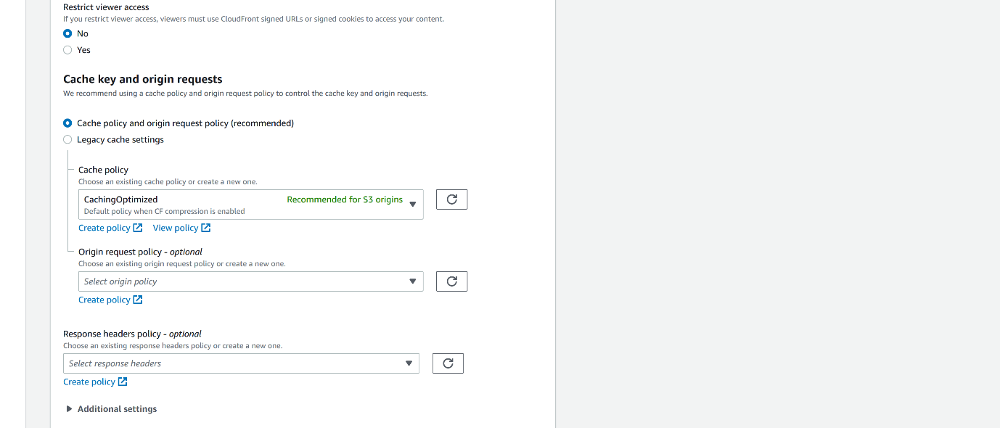 Restrict viewer access
If you restrict viewer access, viewers must use CloudFront signed URLs or signed cookies to access your content.
No
Yes
Cache key and origin requests
We recommend using a cache policy and origin request policy to control the cache key and origin requests.
Cache policy and origin request policy (recommended)
Legacy cache settings
Cache policy
Choose an existing cache policy or create a new one.
CachingOptimized Recommended for S3 origins
Default policy when CF compression is enabled
Create policy View policy
Origin request policy - optional
Choose an existing origin request policy or create a new one.
Select origin policy
Create policy
Response headers policy - optional
Choose an existing response headers policy or create a new one.
Select response headers
Create policy
Additional settings